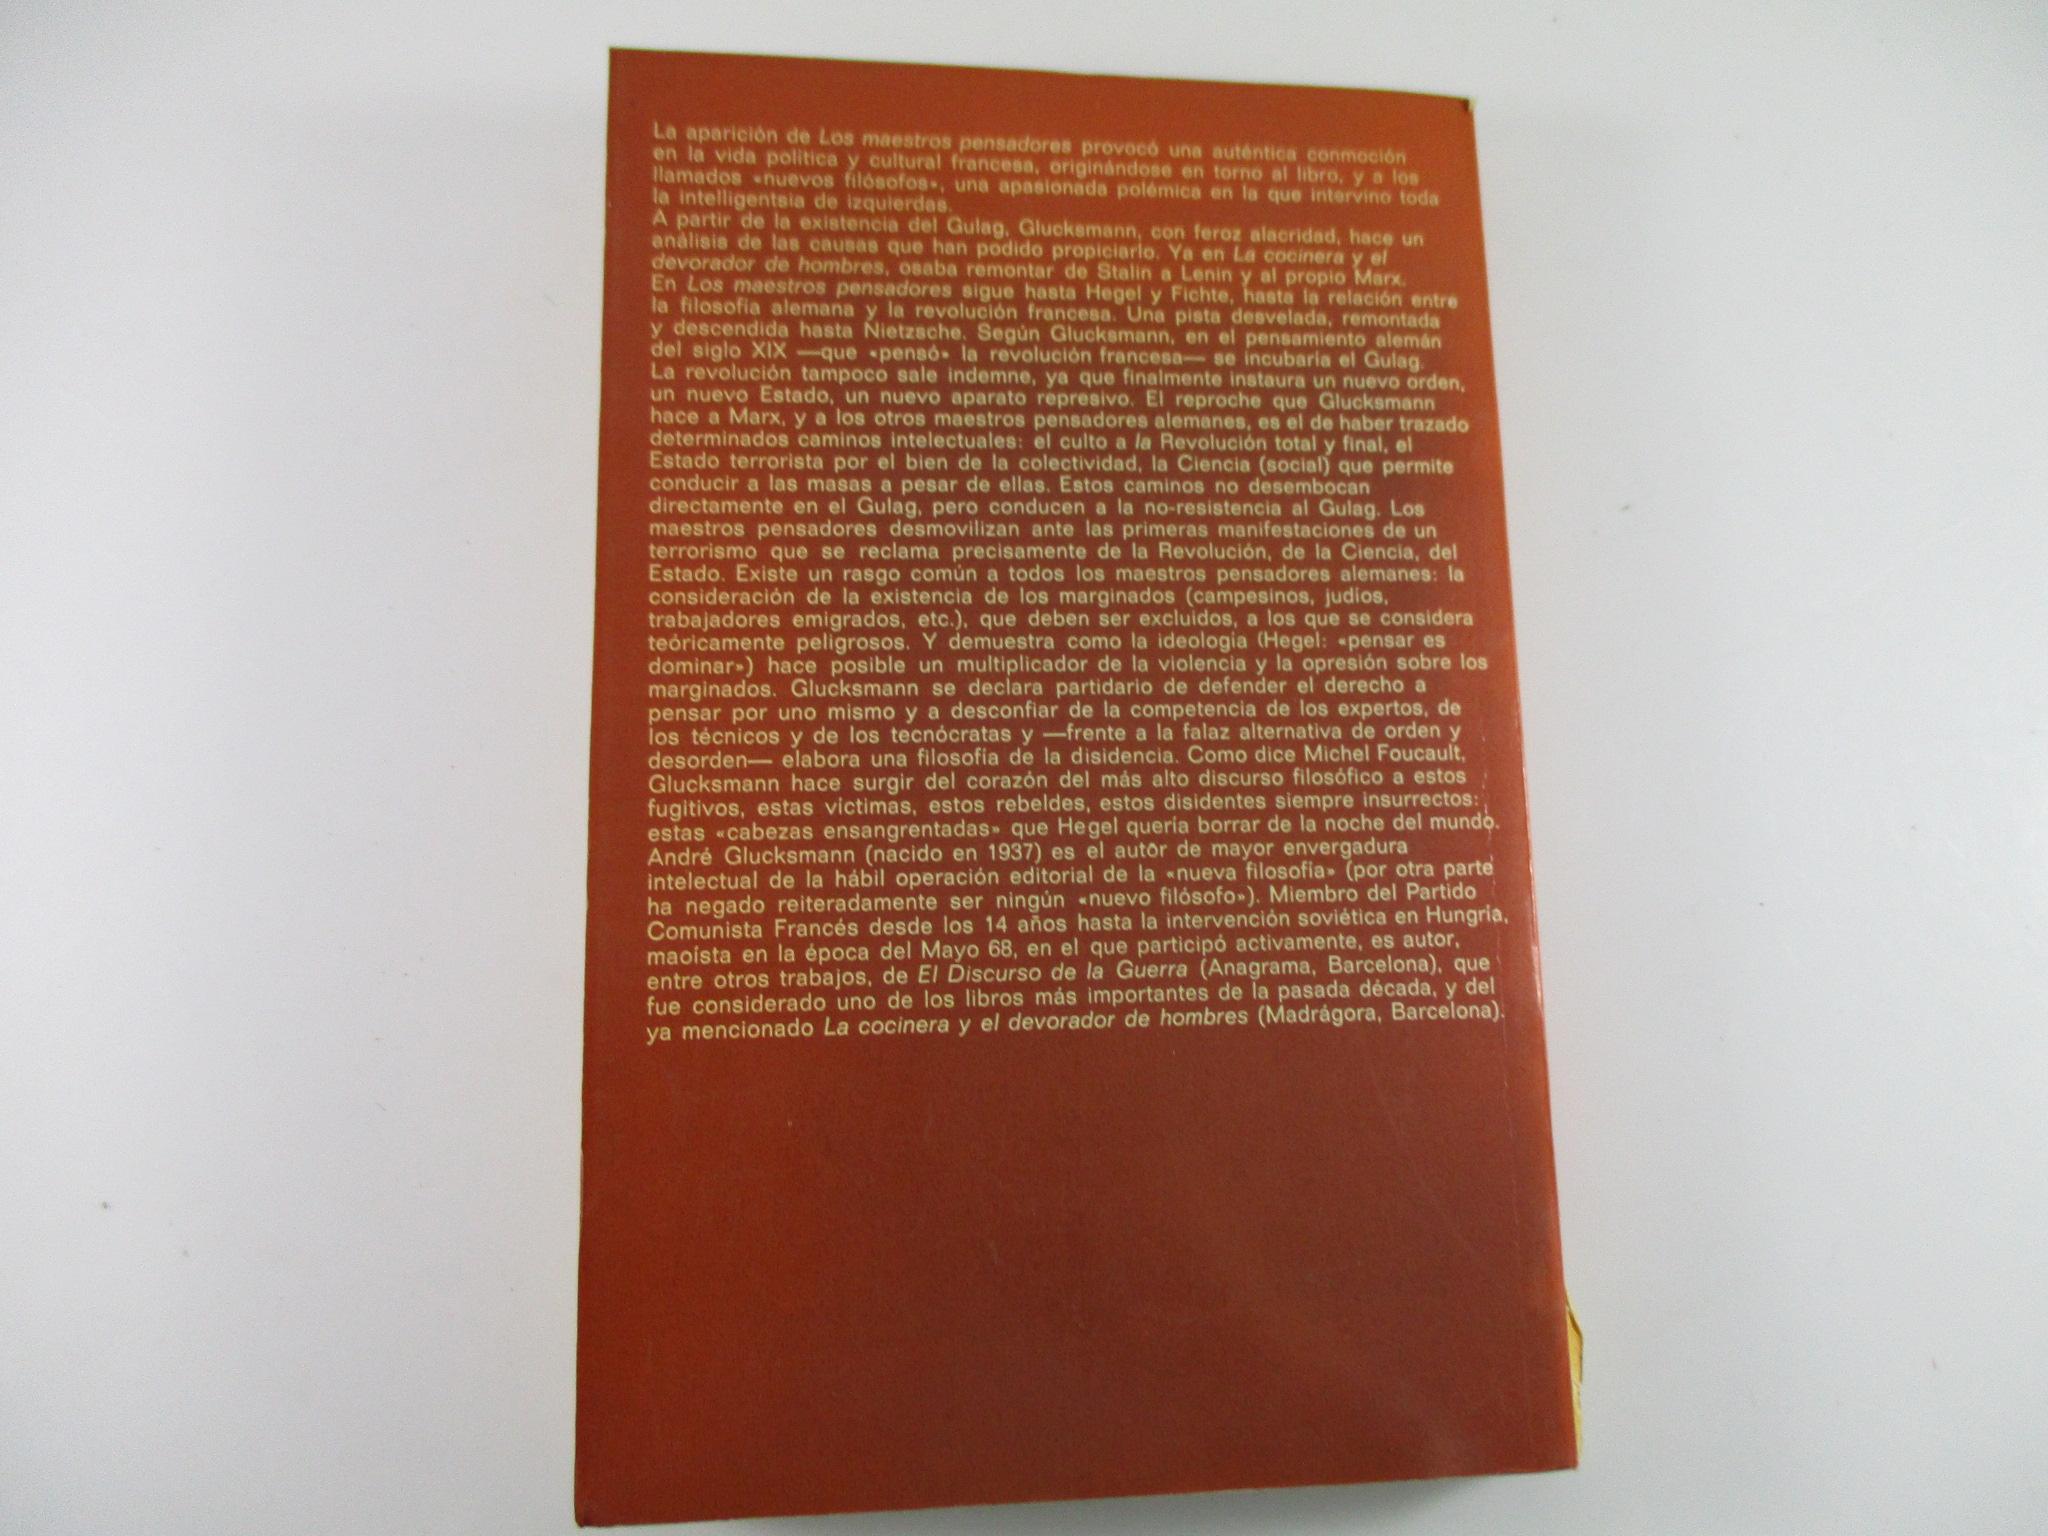 La aparición de Los maestros pensadores provocó una auténtica conmoción
en la vida política y cultural francesa, originándose en torno al libro, y a los
llamados «nuevos filósofos», una apasionada polémica en la que intervino toda
la intelligentsia de izquierdas.
A partir de la existencia del Gulag, Glucksmann, con feroz alacridad, hace un
análisis de las causas que han podido propiciarlo. Ya en La cocinera y el
devorador de hombres, osaba remontar de Stalin a Lenin y al propio Marx.
En Los maestros pensadores sigue hasta Hegel y Fichte, hasta la relación entre
la filosofía alemana y la revolución francesa. Una pista desvelada, remontada
y descendida hasta Nietzsche. Según Glucksmann, en el pensamiento alemán
del siglo XIX —que «pensó» la revolución francesa— se incubaría el Gulag.
La revolución tampoco sale indemne, ya que finalmente instaura un nuevo orden,
un nuevo Estado, un nuevo aparato represivo. El reproche que Glucksmann
hace a Marx, y a los otros maestros pensadores alemanes, es el de haber trazado
determinados caminos intelectuales: el culto a la Revolución total y final, el
Estado terrorista por el bien de la colectividad, la Ciencia (social) que permite
conducir a las masas a pesar de ellas. Estos caminos no desembocan
directamente en el Gulag, pero conducen a la no-resistencia al Gulag. Los
maestros pensadores desmovilizan ante las primeras manifestaciones de un
terrorismo que se reclama precisamente de la Revolución, de la Ciencia, del
Estado. Existe un rasgo común a todos los maestros pensadores alemanes: la
consideración de la existencia de los marginados (campesinos, judíos,
trabajadores emigrados, etc.), que deben ser excluidos, a los que se considera
teóricamente peligrosos. Y demuestra como la ideología (Hegel: «pensar es
dominar») hace posible un multiplicador de la violencia y la opresión sobre los
marginados. Glucksmann se declara partidario de defender el derecho a
pensar por uno mismo y a desconfiar de la competencia de los expertos, de
los técnicos y de los tecnócratas y —frente a la falaz alternativa de orden y
desorden— elabora una filosofía de la disidencia. Como dice Michel Foucault,
Glucksmann hace surgir del corazón del más alto discurso filosófico a estos
fugitivos, estas víctimas, estos rebeldes, estos disidentes siempre insurrectos:
estas «cabezas ensangrentadas» que Hegel quería borrar de la noche del mundo.
André Glucksmann (nacido en 1937) es el autor de mayor envergadura
intelectual de la hábil operación editorial de la «nueva filosofía» (por otra parte
ha negado reiteradamente ser ningún «nuevo filósofo»). Miembro del Partido
Comunista Francés desde los 14 años hasta la intervención soviética en Hungría,
maoísta en la época del Mayo 68, en el que participó activamente, es autor,
entre otros trabajos, de El Discurso de la Guerra (Anagrama, Barcelona), que
fue considerado uno de los libros más importantes de la pasada década, y del
ya mencionado La cocinera y el devorador de hombres (Madrágora, Barcelona).